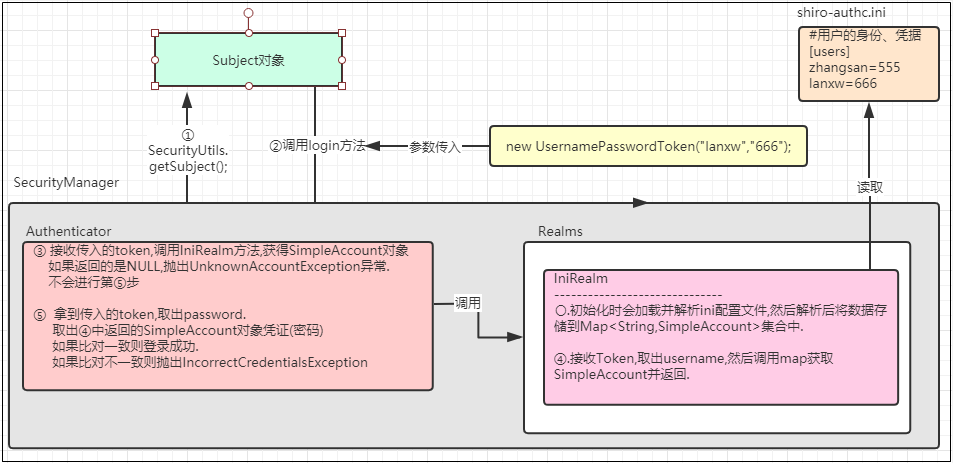 shiro-authc.ini
#用户的身份、凭据
[users]
zhangsan=555
lanxw=666
Subject对象
①
SecurityUtils.
getSubject();
②调用login方法
参数传入
new UsernamePasswordToken("lanxw","666");
读取
SecurityManager
Authenticator
③ 接收传入的token,调用IniRealm方法,获得SimpleAccount对象
如果返回的是NULL,抛出UnknownAccountException异常.
不会进行第⑤步
⑤ 拿到传入的token,取出password.
取出④中返回的SimpleAccount对象凭证(密码)
如果比对一致则登录成功.
如果比对不一致则抛出IncorrectCredentialsException
调用
Realms
IniRealm
------------------------------
〇.初始化时会加载并解析ini配置文件,然后解析后将数据存
储到Map<String,SimpleAccount>集合中.
④.接收Token,取出username,然后调用map获取
SimpleAccount并返回.